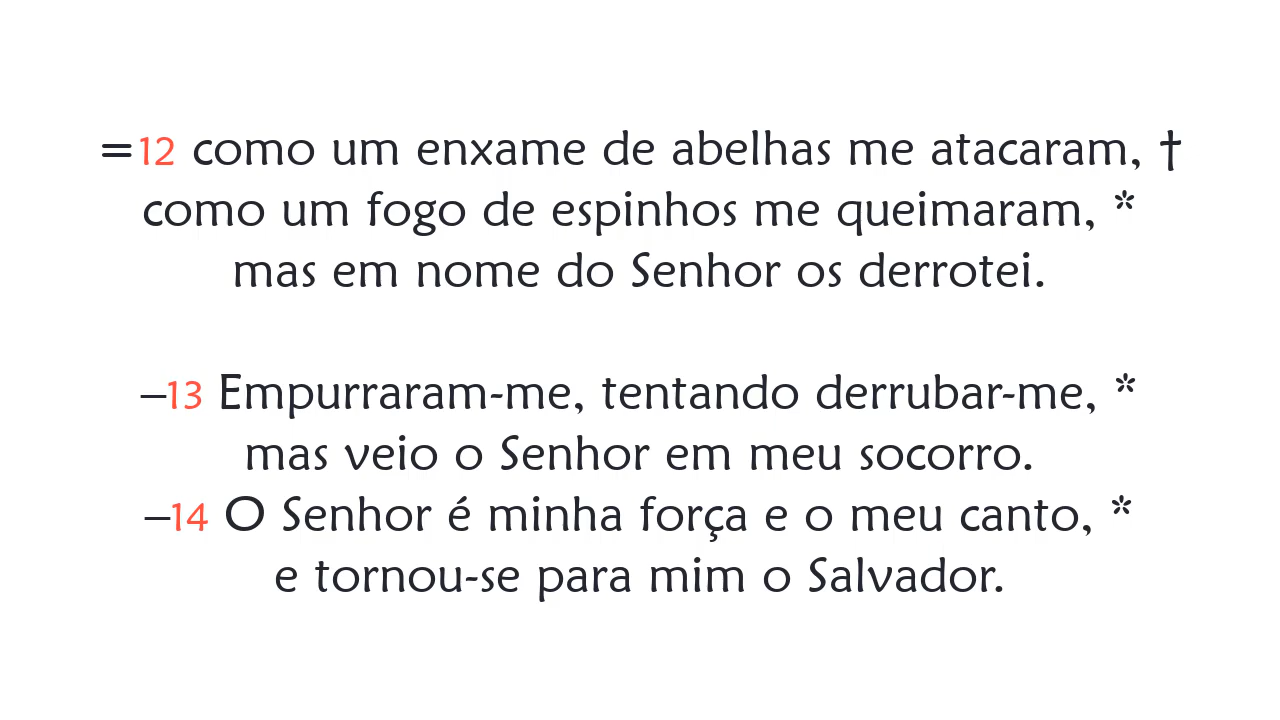 =12 como um enxame de abelhas me atacaram, †
como um fogo de espinhos me queimaram, *
mas em nome do Senhor os derrotei.
–13 Empurraram-me, tentando derrubar-me, *
mas veio o Senhor em meu socorro.
–14 O Senhor é minha força e o meu canto, *
e tornou-se para mim o Salvador.